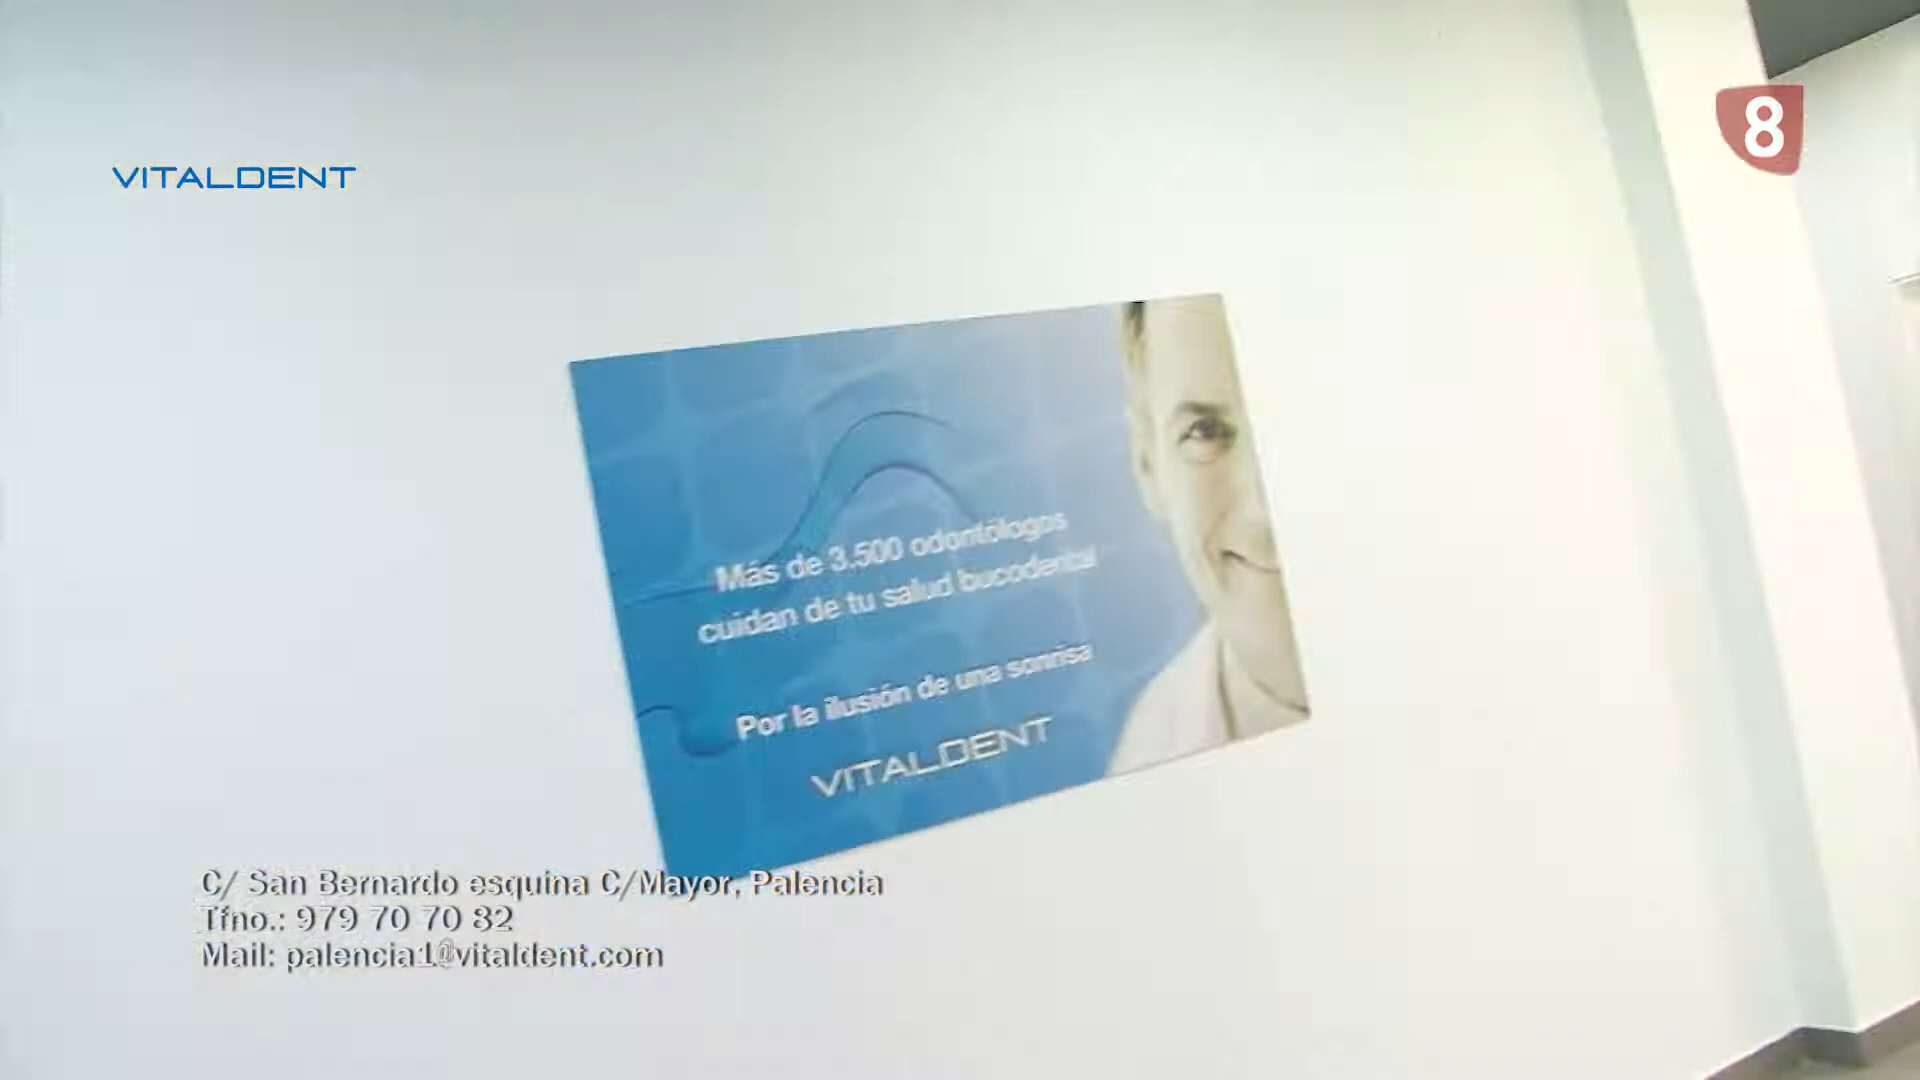 VITALDENT
8
Más de 3.500 odontólogos
cuidan de tu salud bucodental
Por la ilusión de una sonrisa
VITALDENT
C/ San Bernardo esquina C/Mayor, Palencia
Tfno.: 979 70 70 82
Mail: palencia1@vitaldent.com